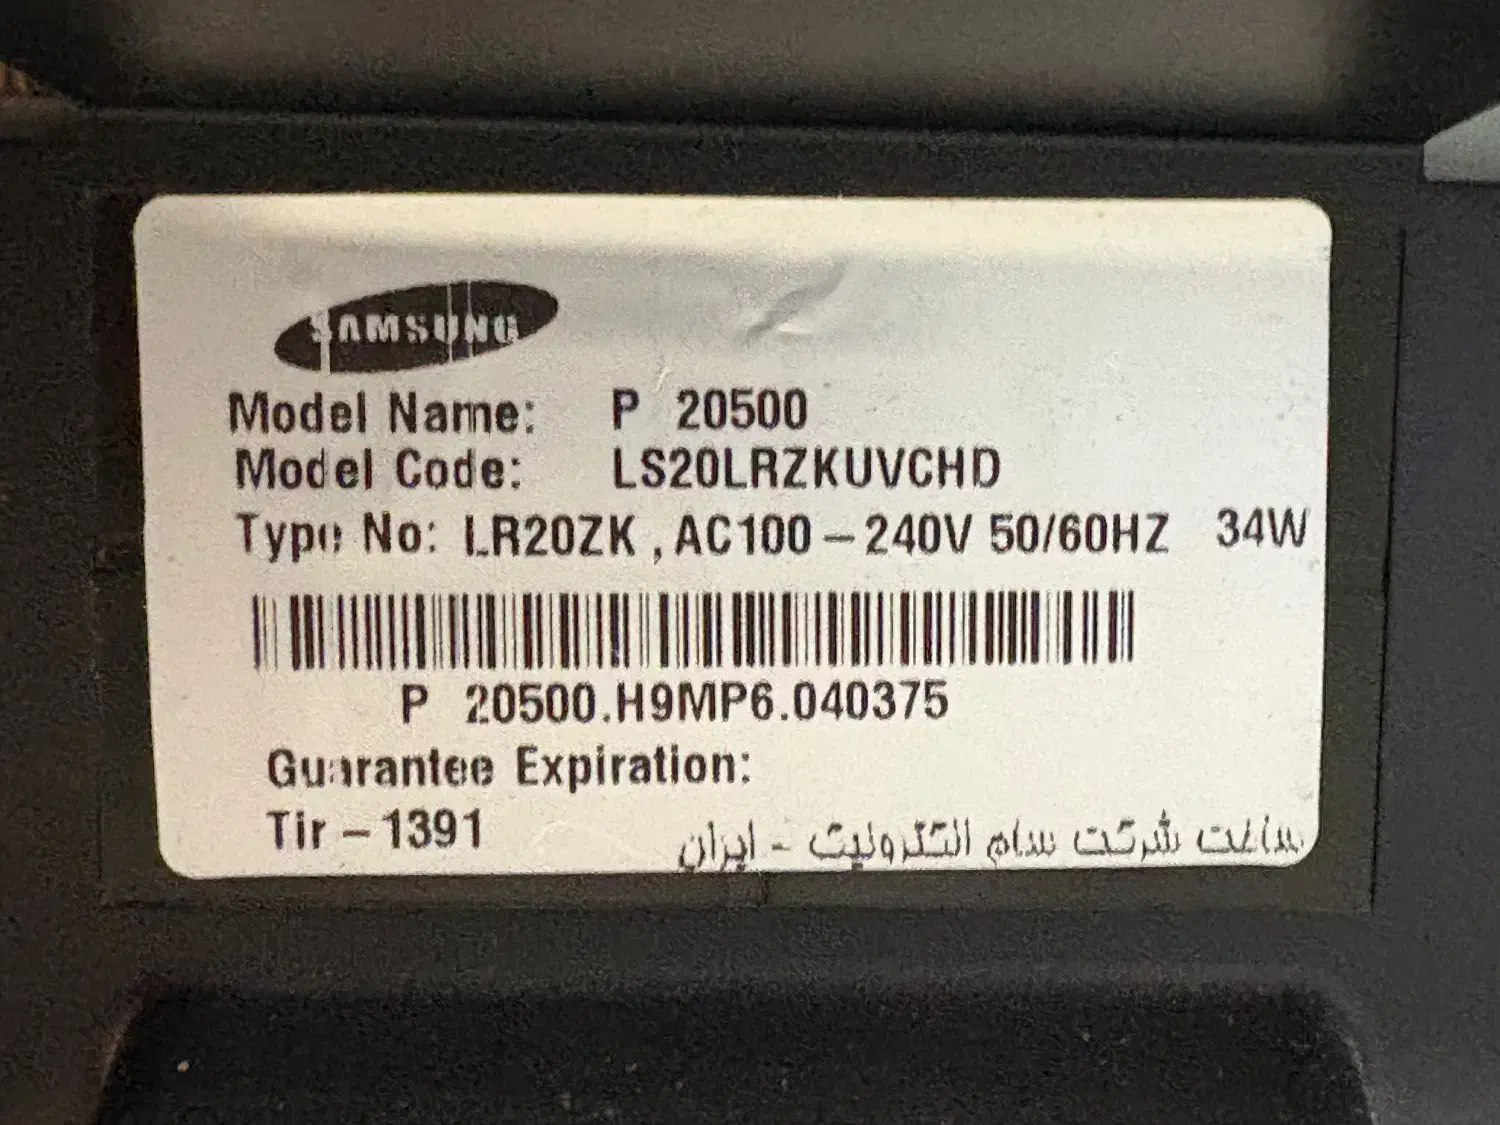 SAMSUNG
Model Name: P 20500
Model Code: LS20LRZKUVCHD
Type No: LR20ZK , AC100 – 240V 50/60HZ 34W
P 20500.H9MP6.040375
Guarantee Expiration:
Tir – 1391
ساخت شرکت سام الکترونیک - ایران